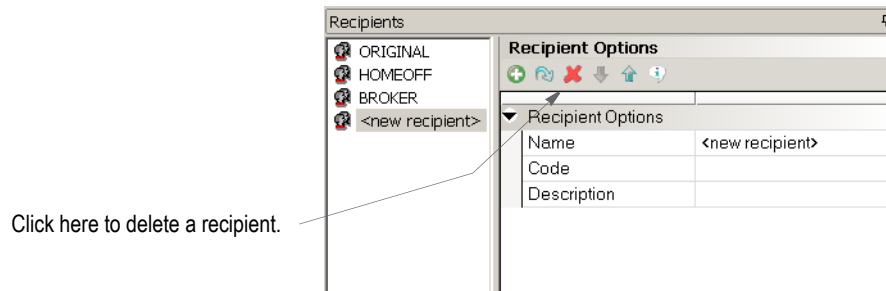 Recipients
ORIGINAL
HOMEOFF
BROKER
<new recipient>
Recipient Options
Recipient Options
Name <new recipient>
Code
Description
Click here to delete a recipient.